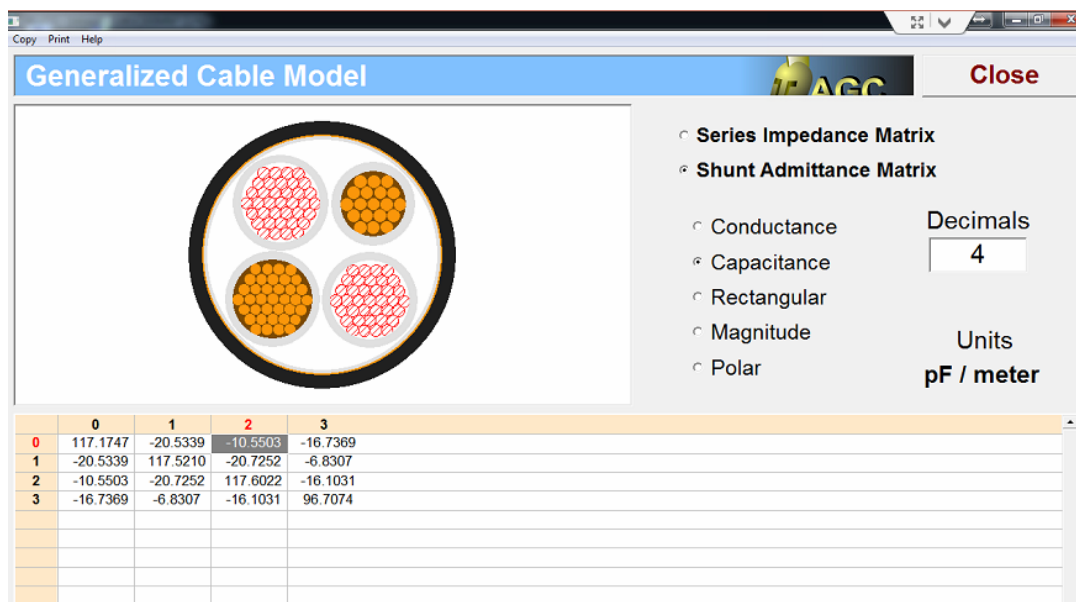 Copy Print Help
Generalized Cable Model
AGC
Close
Series Impedance Matrix
Shunt Admittance Matrix
Conductance
Decimals
Capacitance
4
Rectangular
Magnitude
Units
Polar
pF / meter
0 1 2 3
0 117.1747 -20.5339 -10.5503 -16.7369
1 -20.5339 117.5210 -20.7252 -6.8307
2 -10.5503 -20.7252 117.6022 -16.1031
3 -16.7369 -6.8307 -16.1031 96.7074